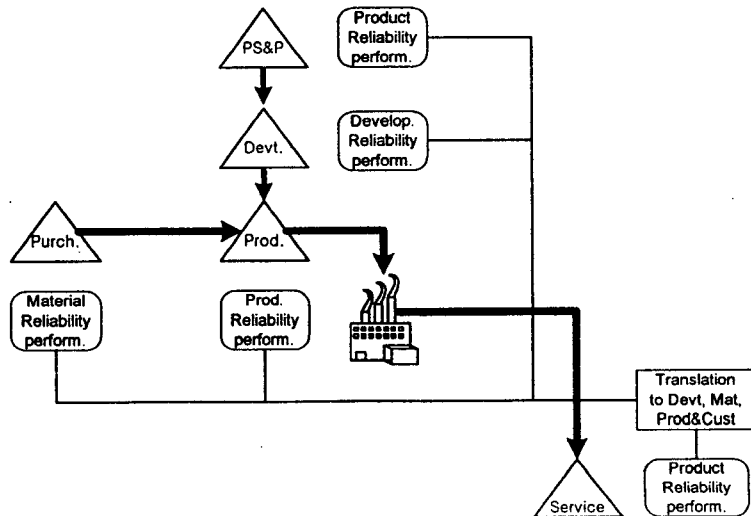 PS&P
Product
Reliability
perform.
Devt.
Develop.
Reliability
perform.
Purch.
Prod.
Material
Reliability
perform.
Prod.
Reliability
perform.
Translation
to Devt, Mat,
Prod&Cust
Product
Reliability
perform.
Service